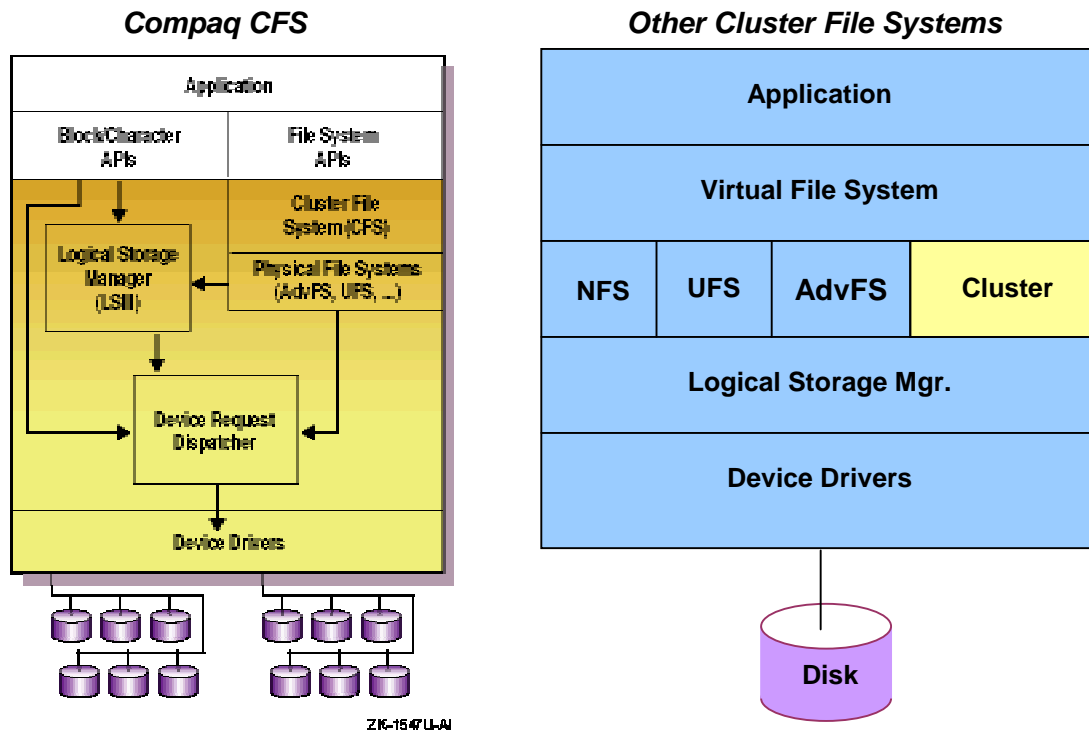 Compaq CFS
Application
Block/Character
APIs
File System
APIs
Cluster File
System (CFS)
Logical Storage
Manager
(LSM)
Physical File Systems
(AdvFS, UFS, ...)
Device Request
Dispatcher
Device Drivers
ZK-1547U-AI
Other Cluster File Systems
Application
Virtual File System
NFS
UFS
AdvFS
Cluster
Logical Storage Mgr.
Device Drivers
Disk